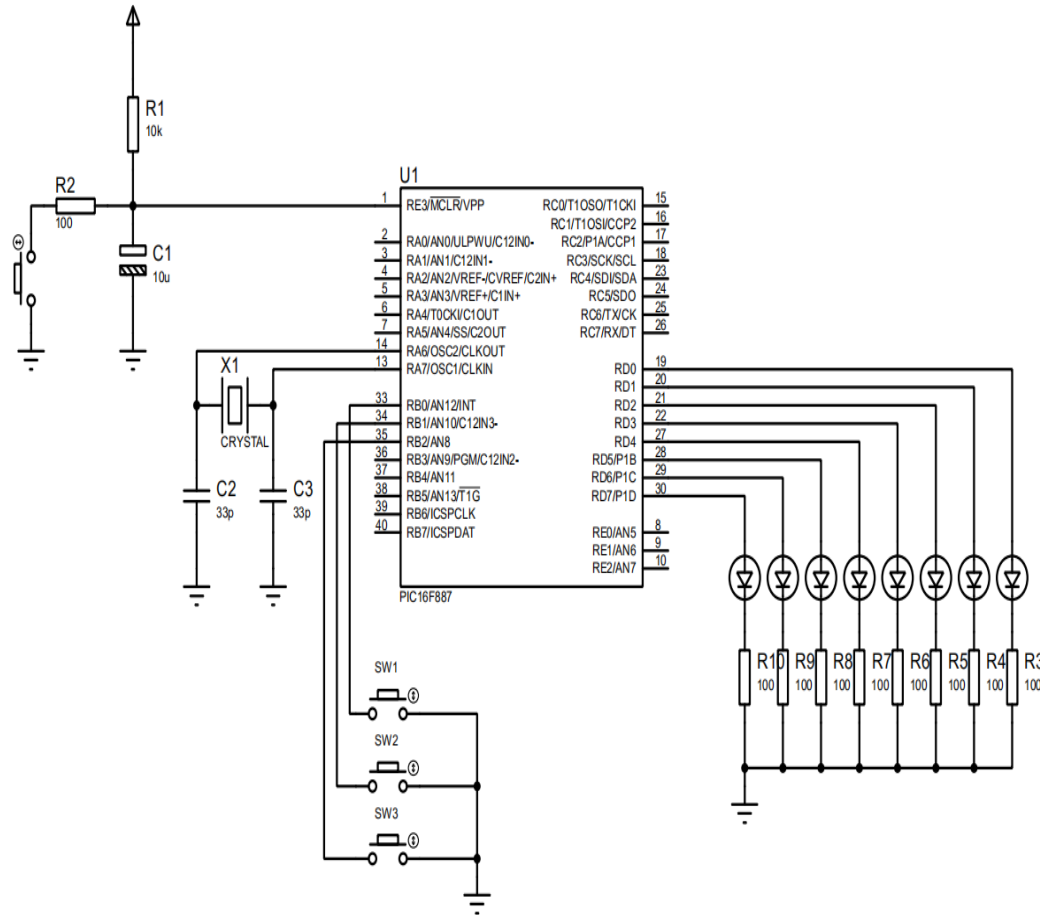 R1
10k
R2
100
C1
10u
U1
1 RE3/MCLR/VPP
2 RA0/AN0/ULPWU/C12IN0-
3 RA1/AN1/C12IN1-
4 RA2/AN2/VREF-/CVREF/C2IN+
5 RA3/AN3/VREF+/C1IN+
6 RA4/T0CKI/C1OUT
7 RA5/AN4/SS/C2OUT
14 RA6/OSC2/CLKOUT
13 RA7/OSC1/CLKIN
33 RB0/AN12/INT
34 RB1/AN10/C12IN3-
35 RB2/AN8
36 RB3/AN9/PGM/C12IN2-
37 RB4/AN11
38 RB5/AN13/T1G
39 RB6/ICSPCLK
40 RB7/ICSPDAT
RC0/T1OSO/T1CKI 15
RC1/T1OSI/CCP2 16
RC2/P1A/CCP1 17
RC3/SCK/SCL 18
RC4/SDI/SDA 23
RC5/SDO 24
RC6/TX/CK 25
RC7/RX/DT 26
RD0 19
RD1 20
RD2 21
RD3 22
RD4 27
RD5/P1B 28
RD6/P1C 29
RD7/P1D 30
RE0/AN5 8
RE1/AN6 9
RE2/AN7 10
PIC16F887
X1
CRYSTAL
C2
33p
C3
33p
SW1
SW2
SW3
R10 R9 R8 R7 R6 R5 R4 R3
100 100 100 100 100 100 100 100